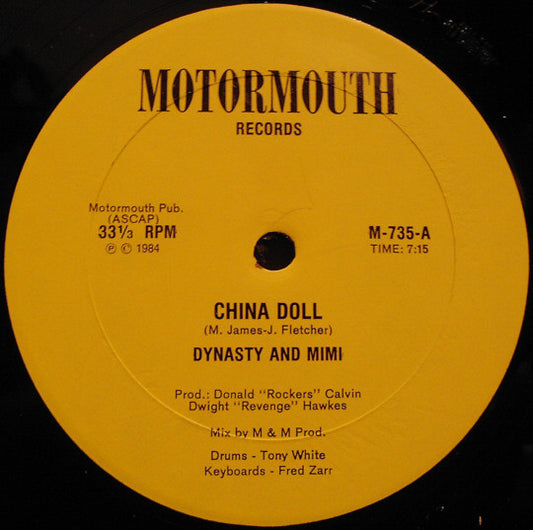 MOTORMOUTH
RECORDS
Motormouth Pub.
(ASCAP)
33⅓ RPM
℗ © 1984
M-735-A
TIME: 7:15
CHINA DOLL
(M. James-J. Fletcher)
DYNASTY AND MIMI
Prod.: Donald "Rockers" Calvin
Dwight "Revenge" Hawkes
Mix by M & M Prod.
Drums - Tony White
Keyboards - Fred Zarr